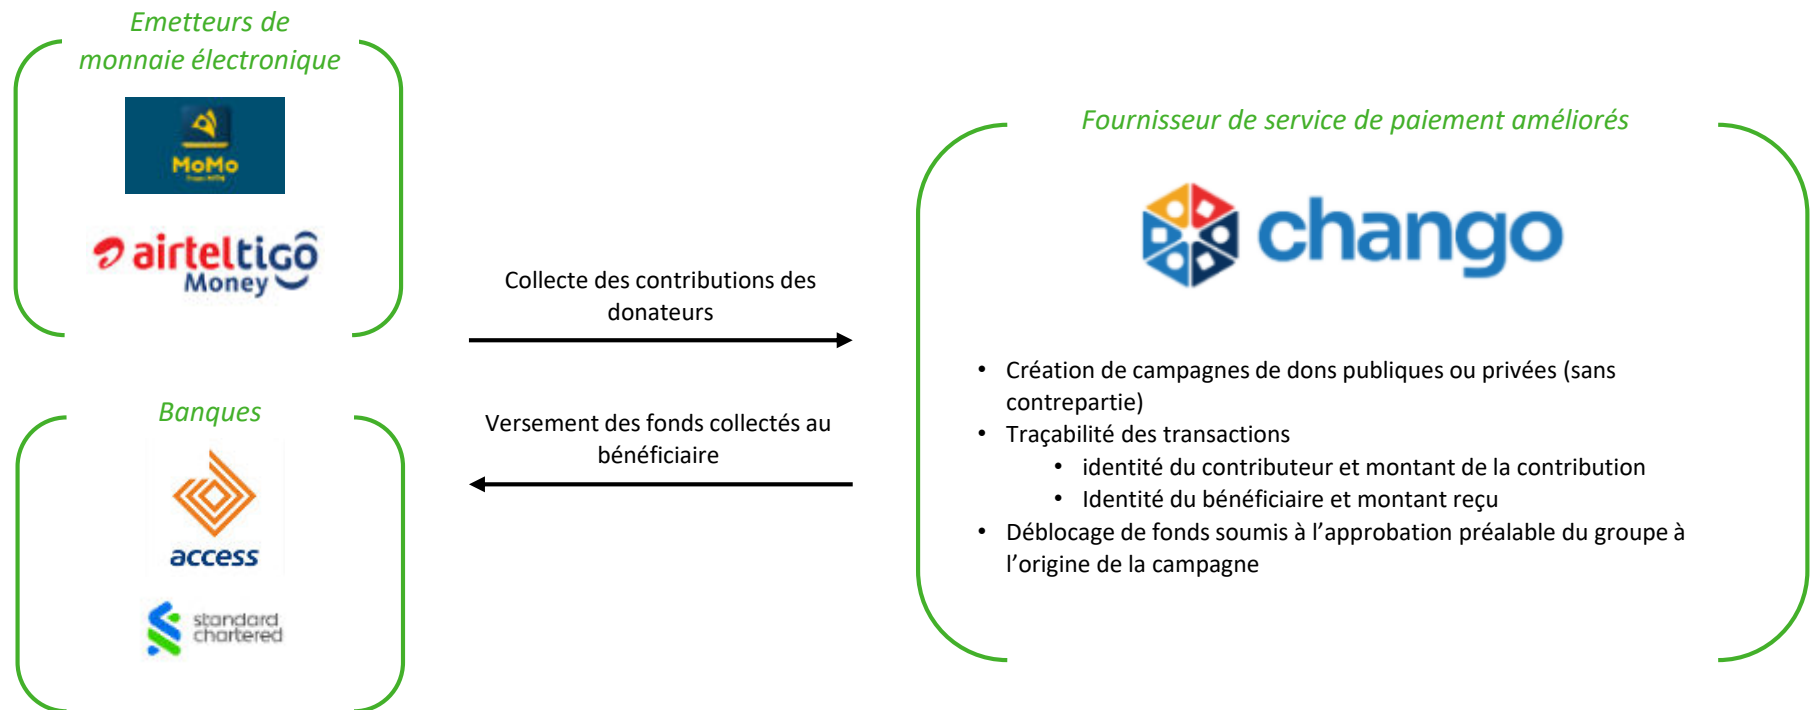 Emetteurs de
monnaie électronique
MoMo
airteltigo
Money
Banques
access
standard
chartered
Collecte des contributions des
donateurs
Versement des fonds collectés au
bénéficiaire
Fournisseur de service de paiement améliorés
chango
• Création de campagnes de dons publiques ou privées (sans
contrepartie)
• Traçabilité des transactions
• identité du contributeur et montant de la contribution
• Identité du bénéficiaire et montant reçu
• Déblocage de fonds soumis à l’approbation préalable du groupe à
l’origine de la campagne